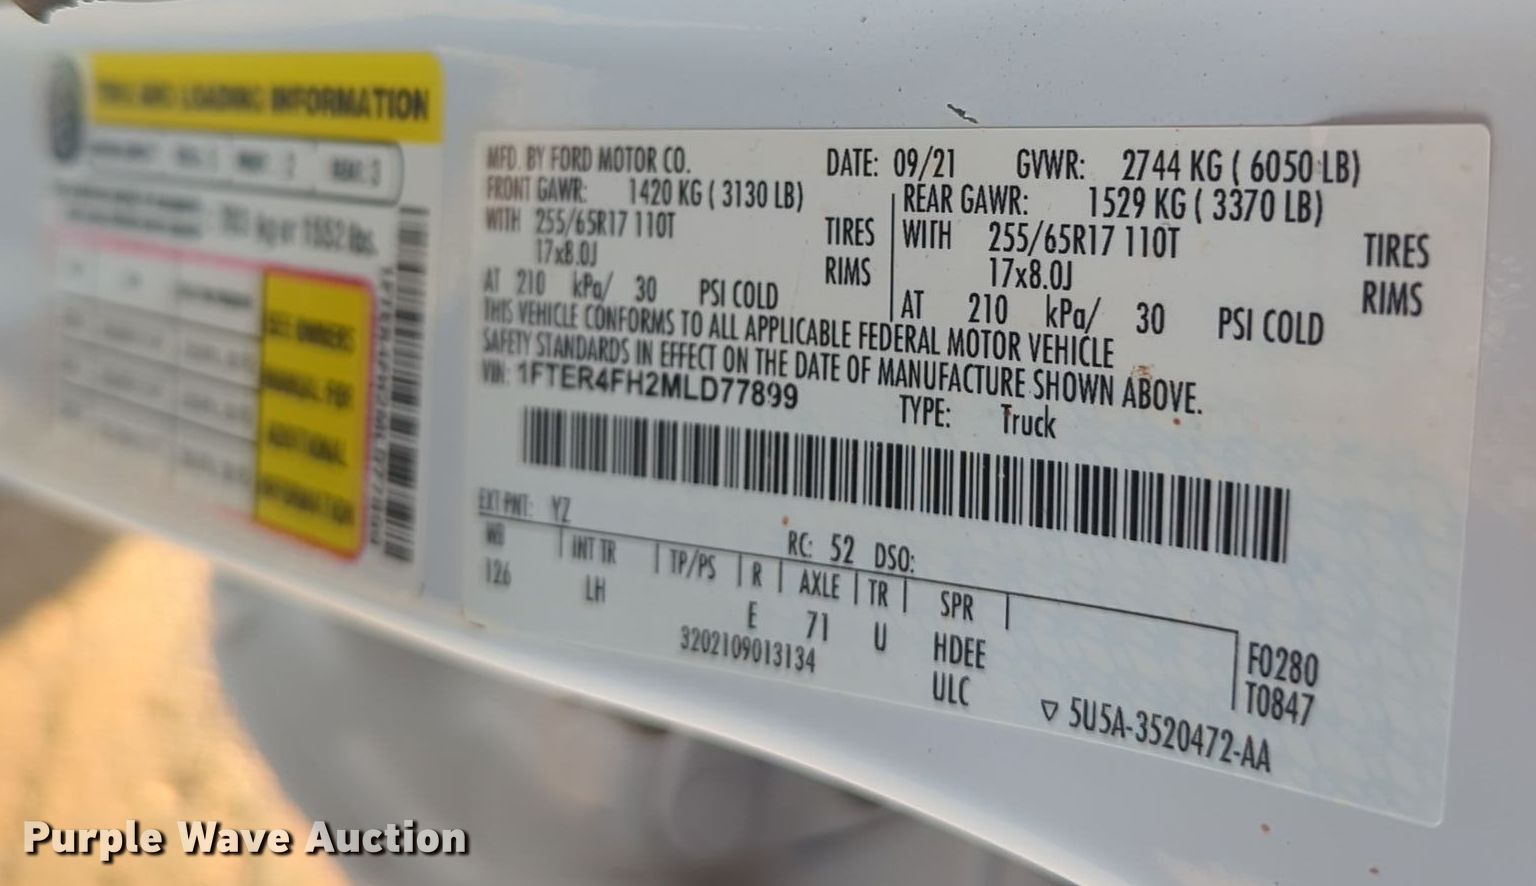 TIRE AND LOADING INFORMATION
or 1552 lbs.
SEE OWNERS
MANUAL FOR
ADDITIONAL
INFORMATION
MFD. BY FORD MOTOR CO.
DATE: 09/21 GVWR: 2744 KG ( 6050 LB)
FRONT GAWR: 1420 KG ( 3130 LB)
WITH 255/65R17 110T TIRES
17x8.0J RIMS
AT 210 kPa/ 30 PSI COLD
REAR GAWR: 1529 KG ( 3370 LB)
WITH 255/65R17 110T TIRES
17x8.0J RIMS
AT 210 kPa/ 30 PSI COLD
THIS VEHICLE CONFORMS TO ALL APPLICABLE FEDERAL MOTOR VEHICLE
SAFETY STANDARDS IN EFFECT ON THE DATE OF MANUFACTURE SHOWN ABOVE.
VIN: 1FTER4FH2MLD77899
TYPE: Truck
EXT PNT: YZ
RC: 52 DSO:
WB | INT TR | TP/PS | R | AXLE | TR | SPR |
126 LH E 71 U HDEE
ULC
3202109013134
F0280
T0847
▽ 5U5A-3520472-AA
Purple Wave Auction